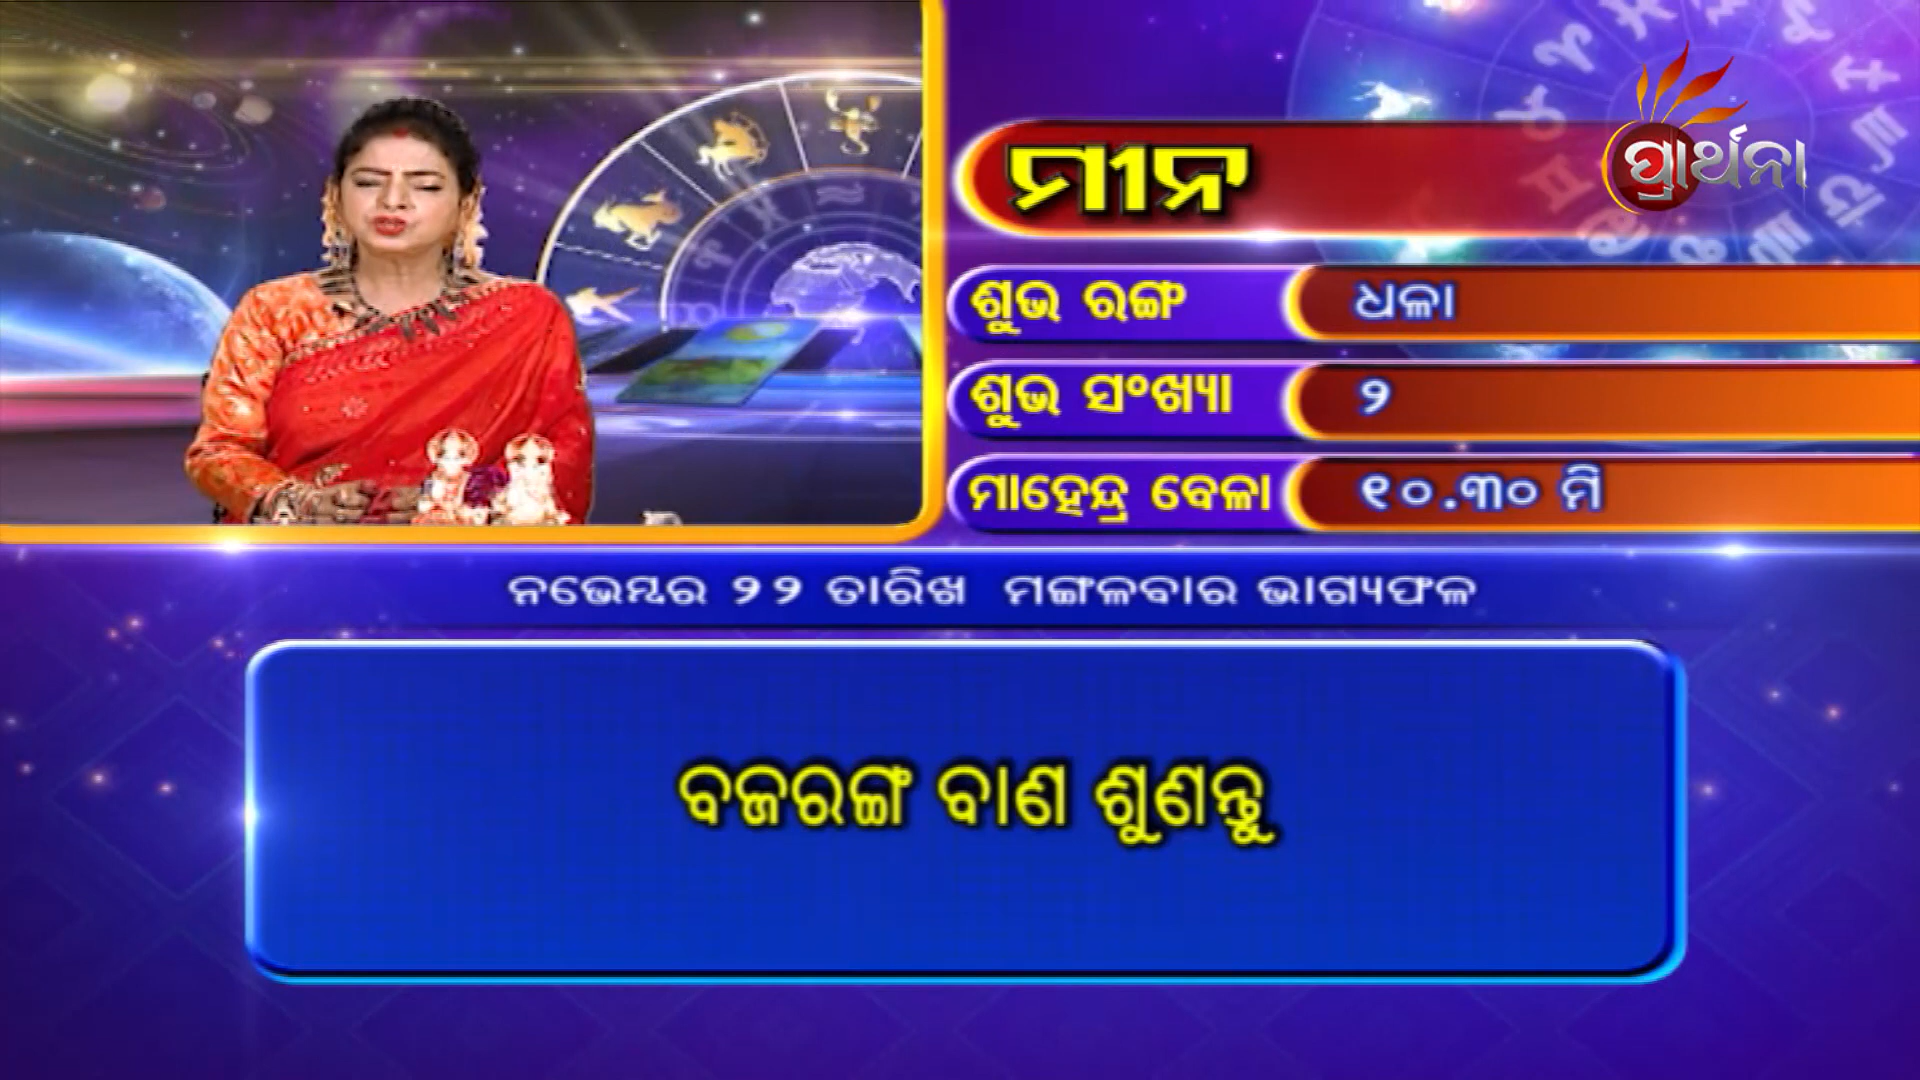 ମୀନ
ପ୍ରାର୍ଥନା
ଶୁଭ ରଙ୍ଗ ଧଳା
ଶୁଭ ସଂଖ୍ୟା ୨
ମାହେନ୍ଦ୍ର ବେଳା ୧୦.୩୦ ମି
ନଭେମ୍ବର ୨୨ ତାରିଖ ମଙ୍ଗଳବାର ଭାଗ୍ୟଫଳ
ବଜରଙ୍ଗ ବାଣ ଶୁଣନ୍ତୁ